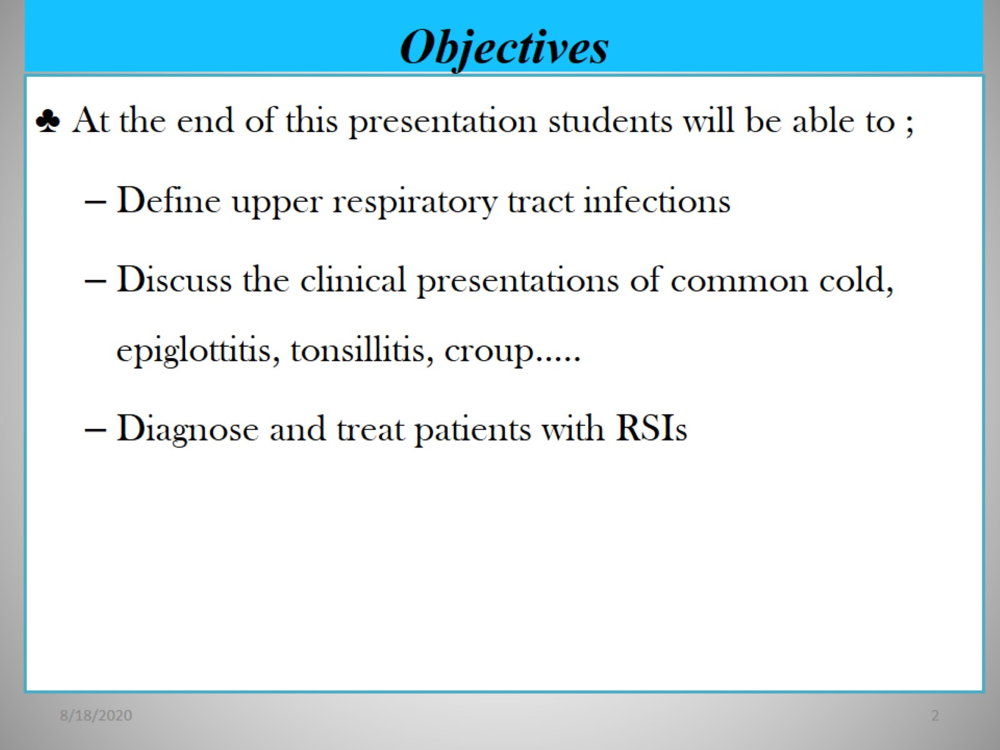 Objectives
♣ At the end of this presentation students will be able to ;
– Define upper respiratory tract infections
– Discuss the clinical presentations of common cold,
epiglottitis, tonsillitis, croup.....
– Diagnose and treat patients with RSIs
8/18/2020
2